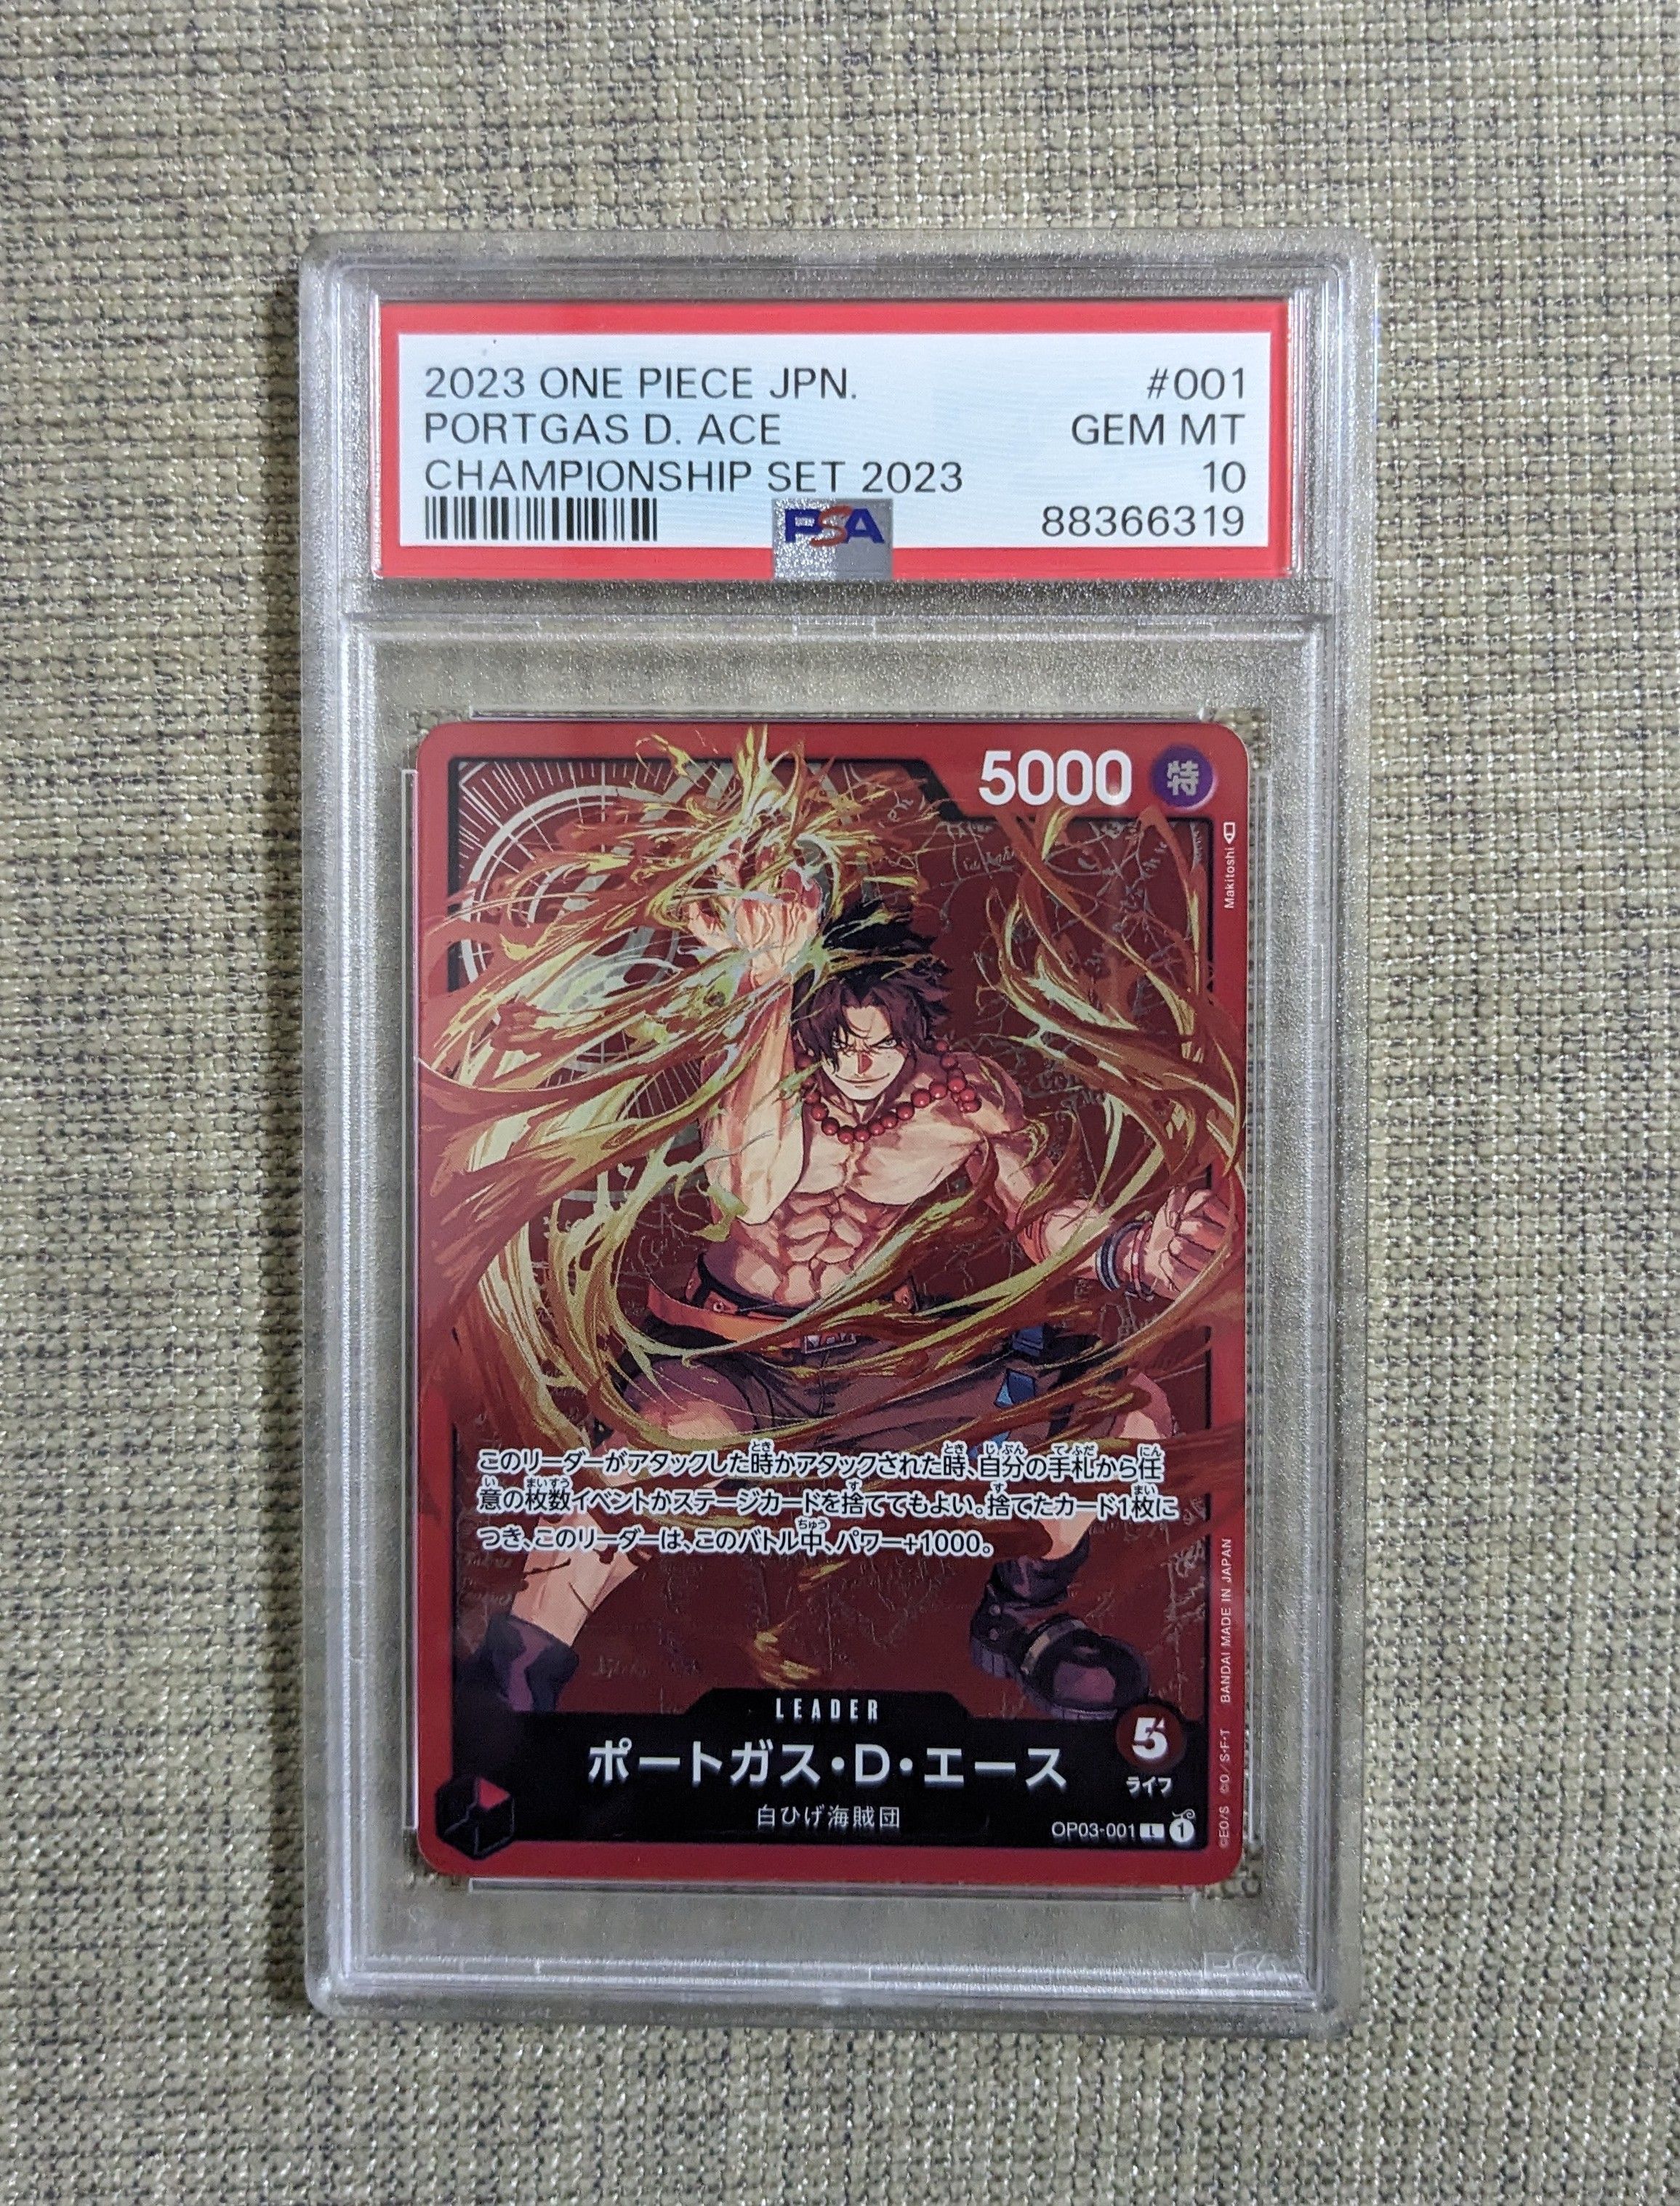 2023 ONE PIECE JPN. #001
PORTGAS D. ACE GEM MT
CHAMPIONSHIP SET 2023 10
PSA 88366319
5000 特
Makitoshi
このリーダーがアタックした時かアタックされた時、自分の手札から任
意の枚数イベントかステージカードを捨ててもよい。捨てたカード1枚に
つき、このリーダーは、このバトル中、パワー+1000。
LEADER
ポートガス・D・エース
5
ライフ
白ひげ海賊団
OP03-001 L 1
©EO/S ©O/S・F・T BANDAI MADE IN JAPAN